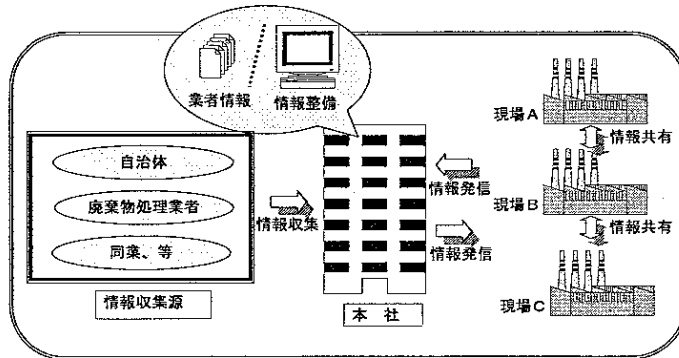 業者情報
情報整備
自治体
廃棄物処理業者
同業、等
情報収集源
情報収集
本 社
情報発信
情報発信
現場A
情報共有
現場B
情報共有
現場C